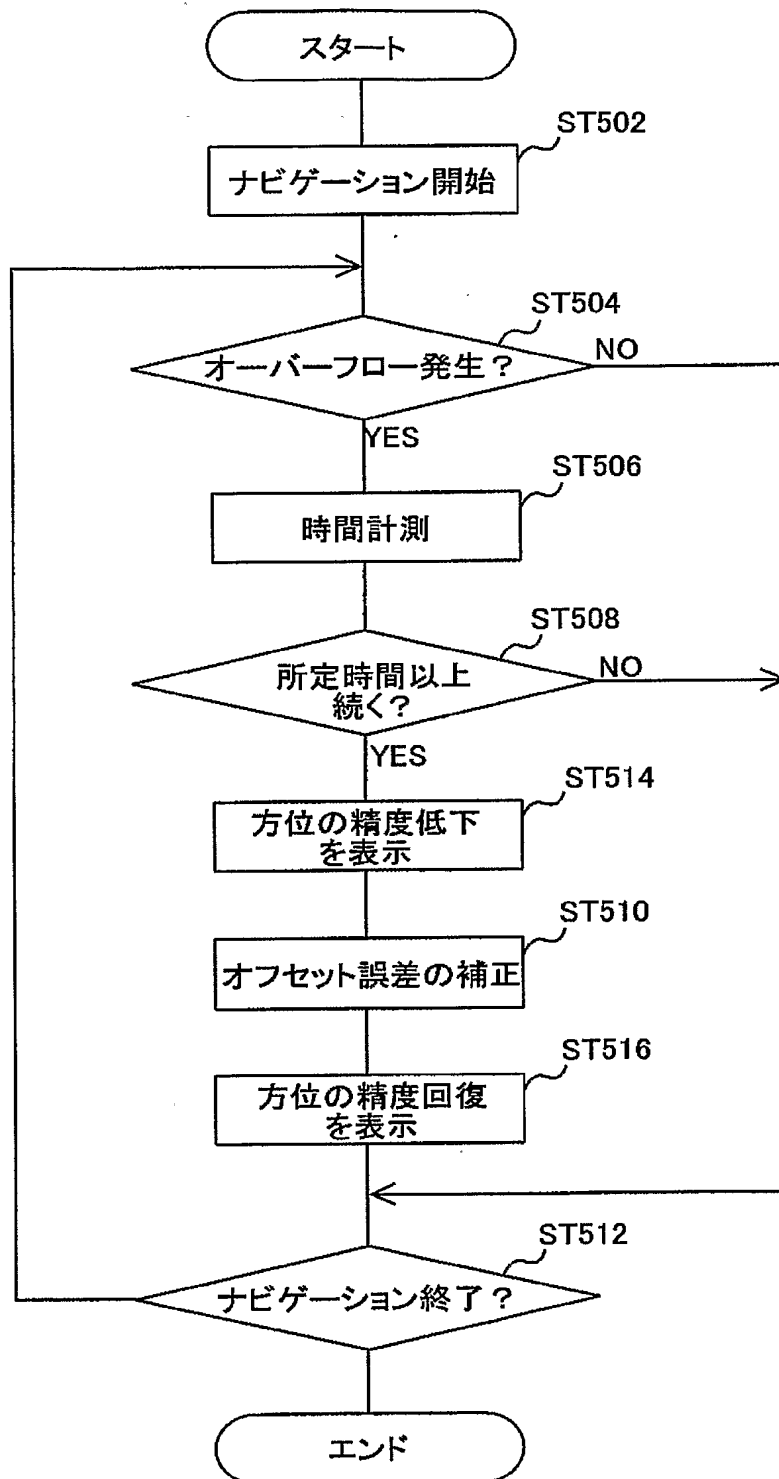 スタート
ST502
ナビゲーション開始
ST504
オーバーフロー発生？
NO
YES
ST506
時間計測
ST508
所定時間以上
続く？
NO
YES
ST514
方位の精度低下
を表示
ST510
オフセット誤差の補正
ST516
方位の精度回復
を表示
ST512
ナビゲーション終了？
エンド